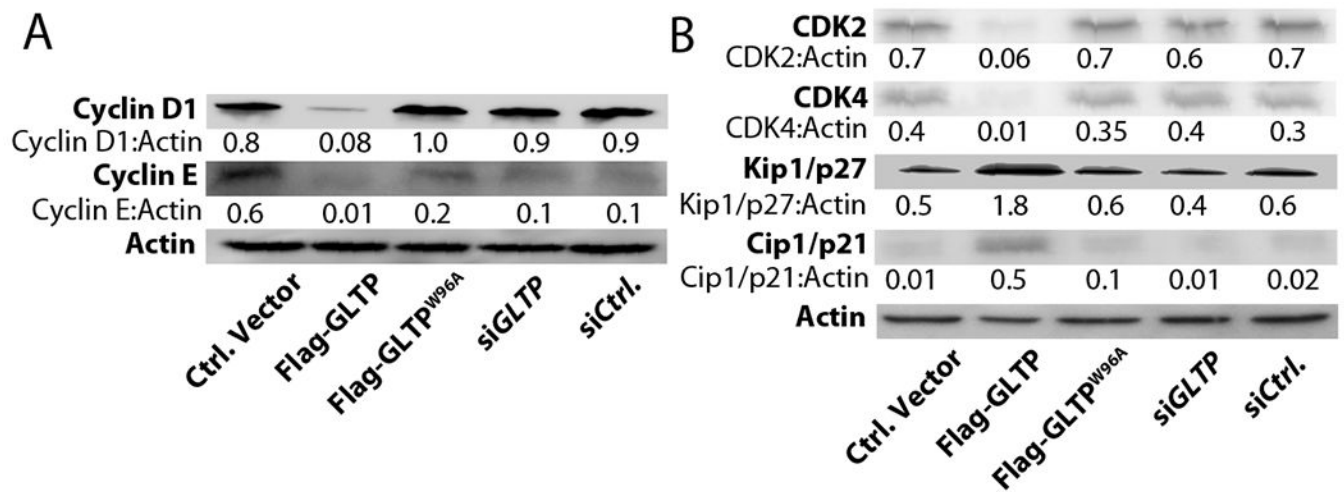 A
Cyclin D1
Cyclin D1:Actin 0.8 0.08 1.0 0.9 0.9
Cyclin E
Cyclin E:Actin 0.6 0.01 0.2 0.1 0.1
Actin
Ctrl. Vector
Flag-GLTP
Flag-GLTPW96A
siGLTP
siCtrl.
B
CDK2
CDK2:Actin 0.7 0.06 0.7 0.6 0.7
CDK4
CDK4:Actin 0.4 0.01 0.35 0.4 0.3
Kip1/p27
Kip1/p27:Actin 0.5 1.8 0.6 0.4 0.6
Cip1/p21
Cip1/p21:Actin 0.01 0.5 0.1 0.01 0.02
Actin
Ctrl. Vector
Flag-GLTP
Flag-GLTPW96A
siGLTP
siCtrl.